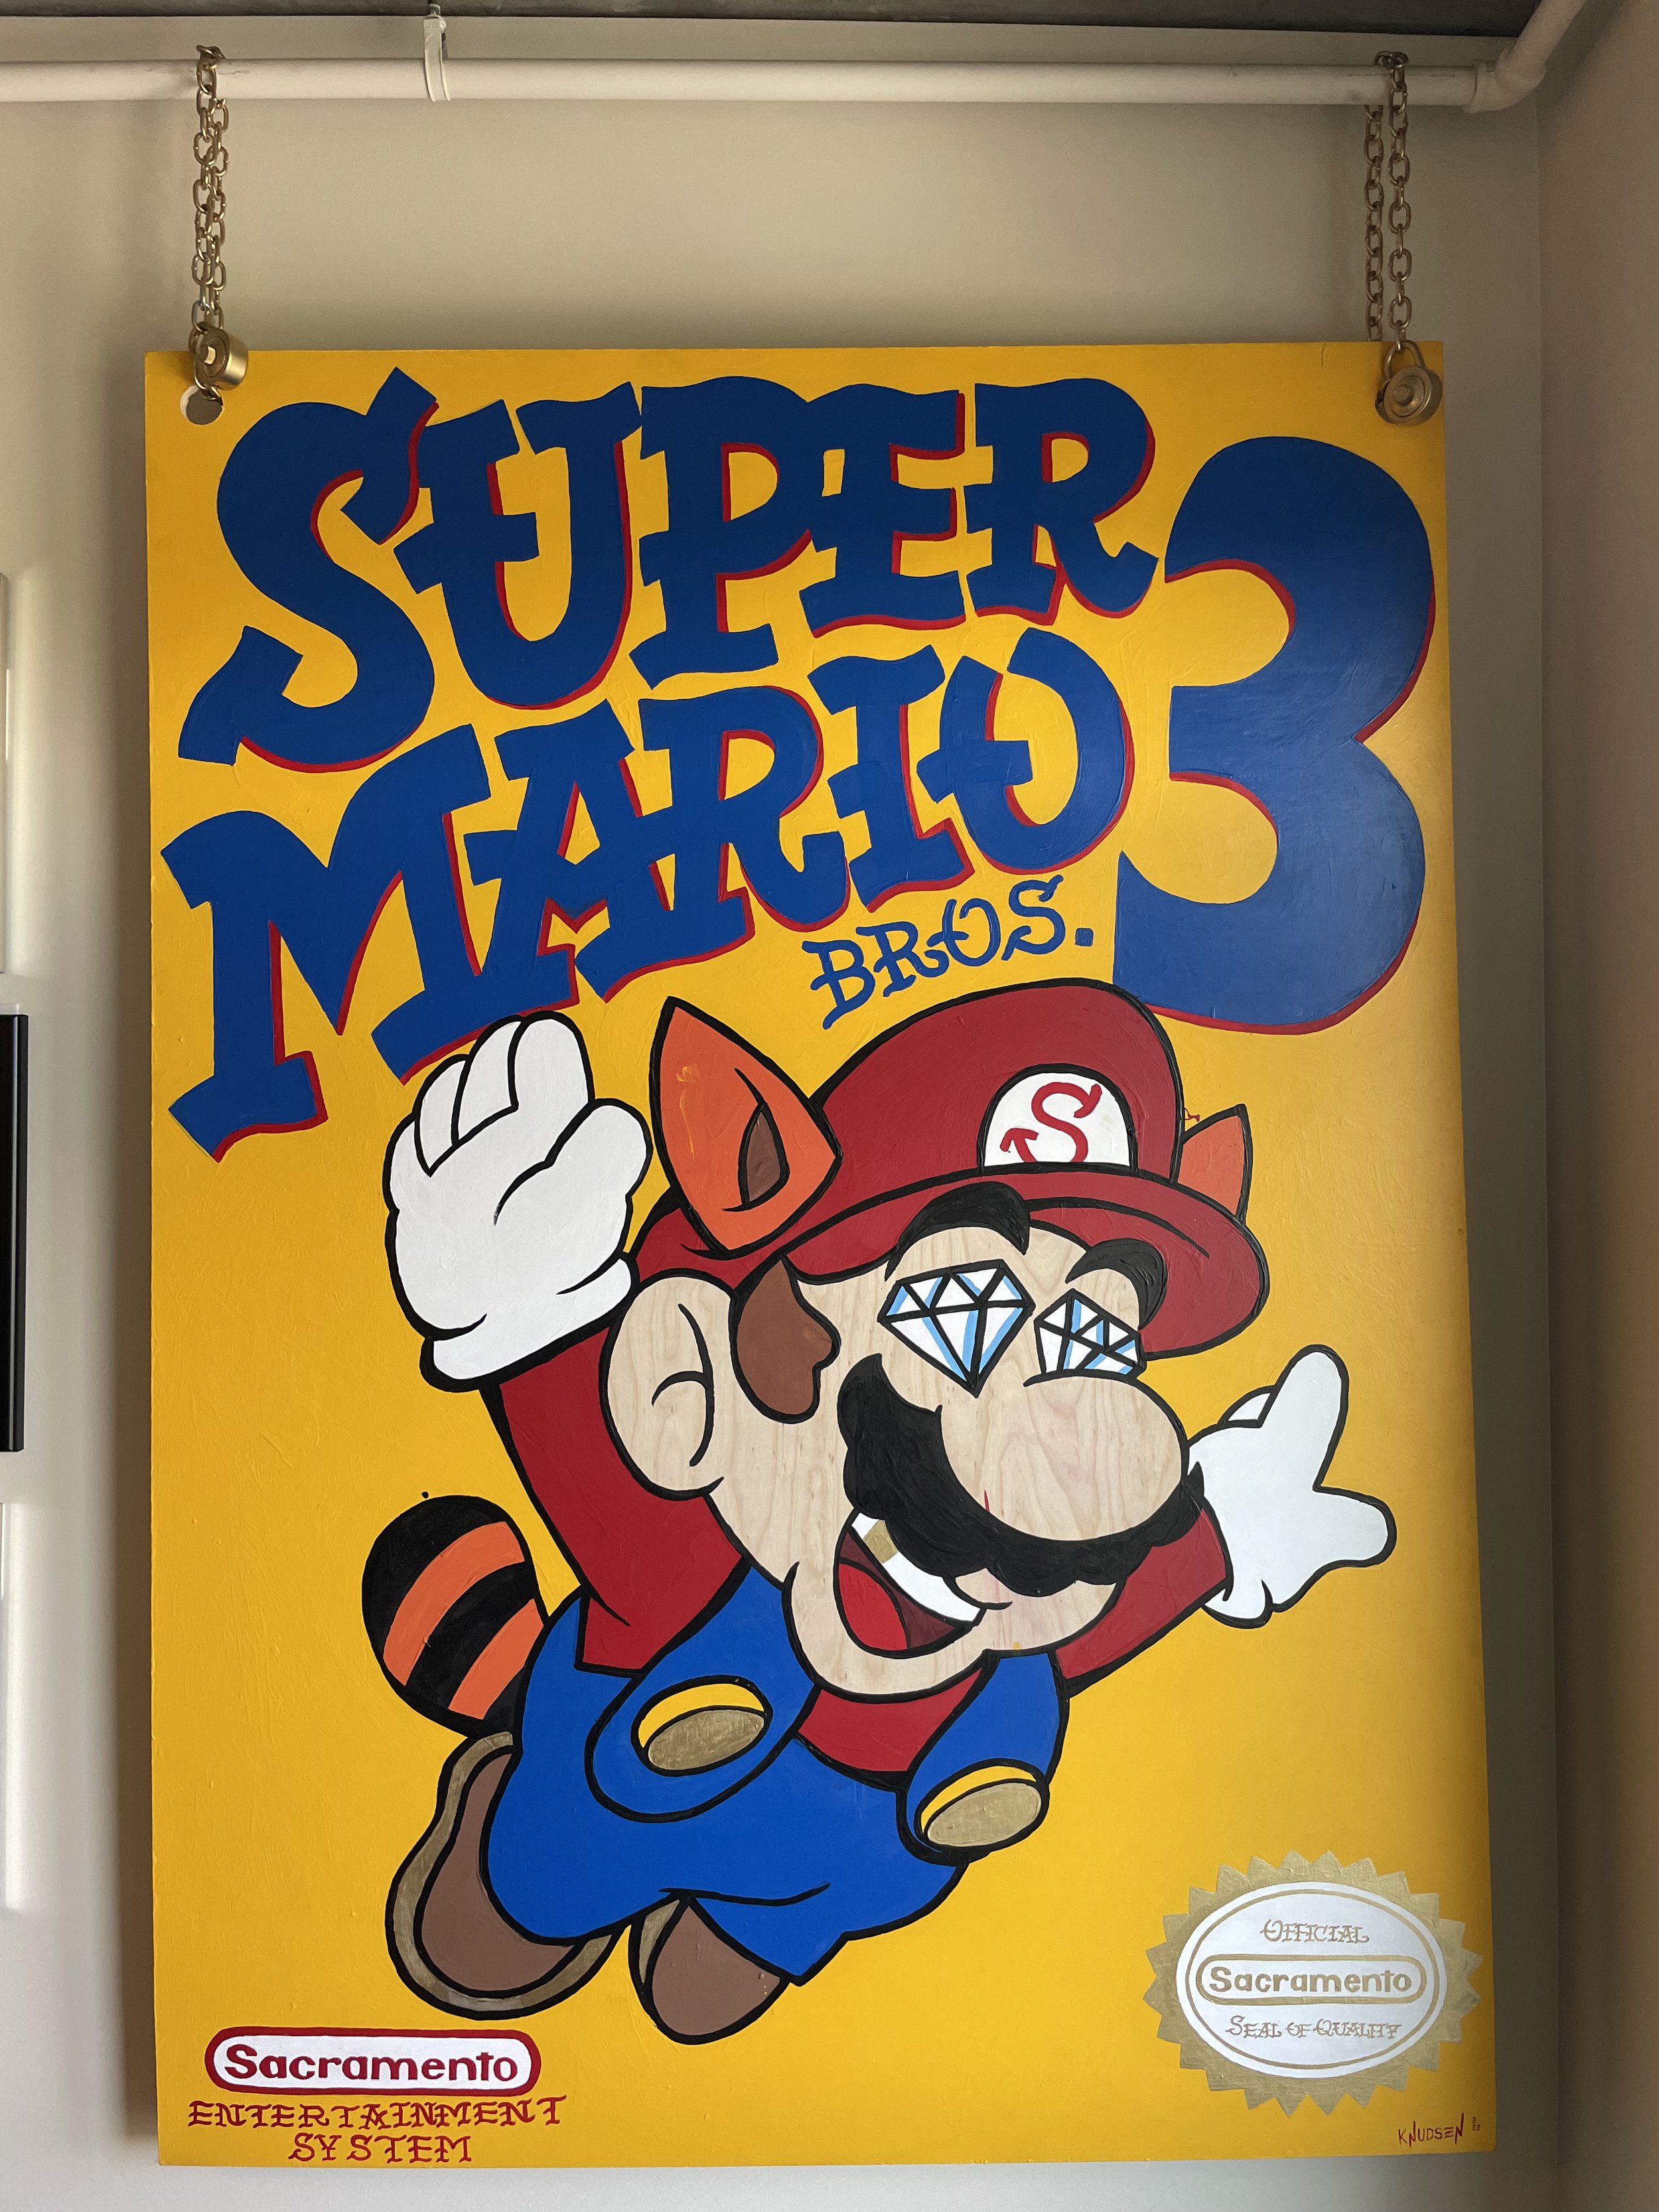 SUPER
MARIO
BROS.
3
S
OFFICIAL
Sacramento
SEAL OF QUALITY
Sacramento
ENTERTAINMENT
SYSTEM
KNUDSEN